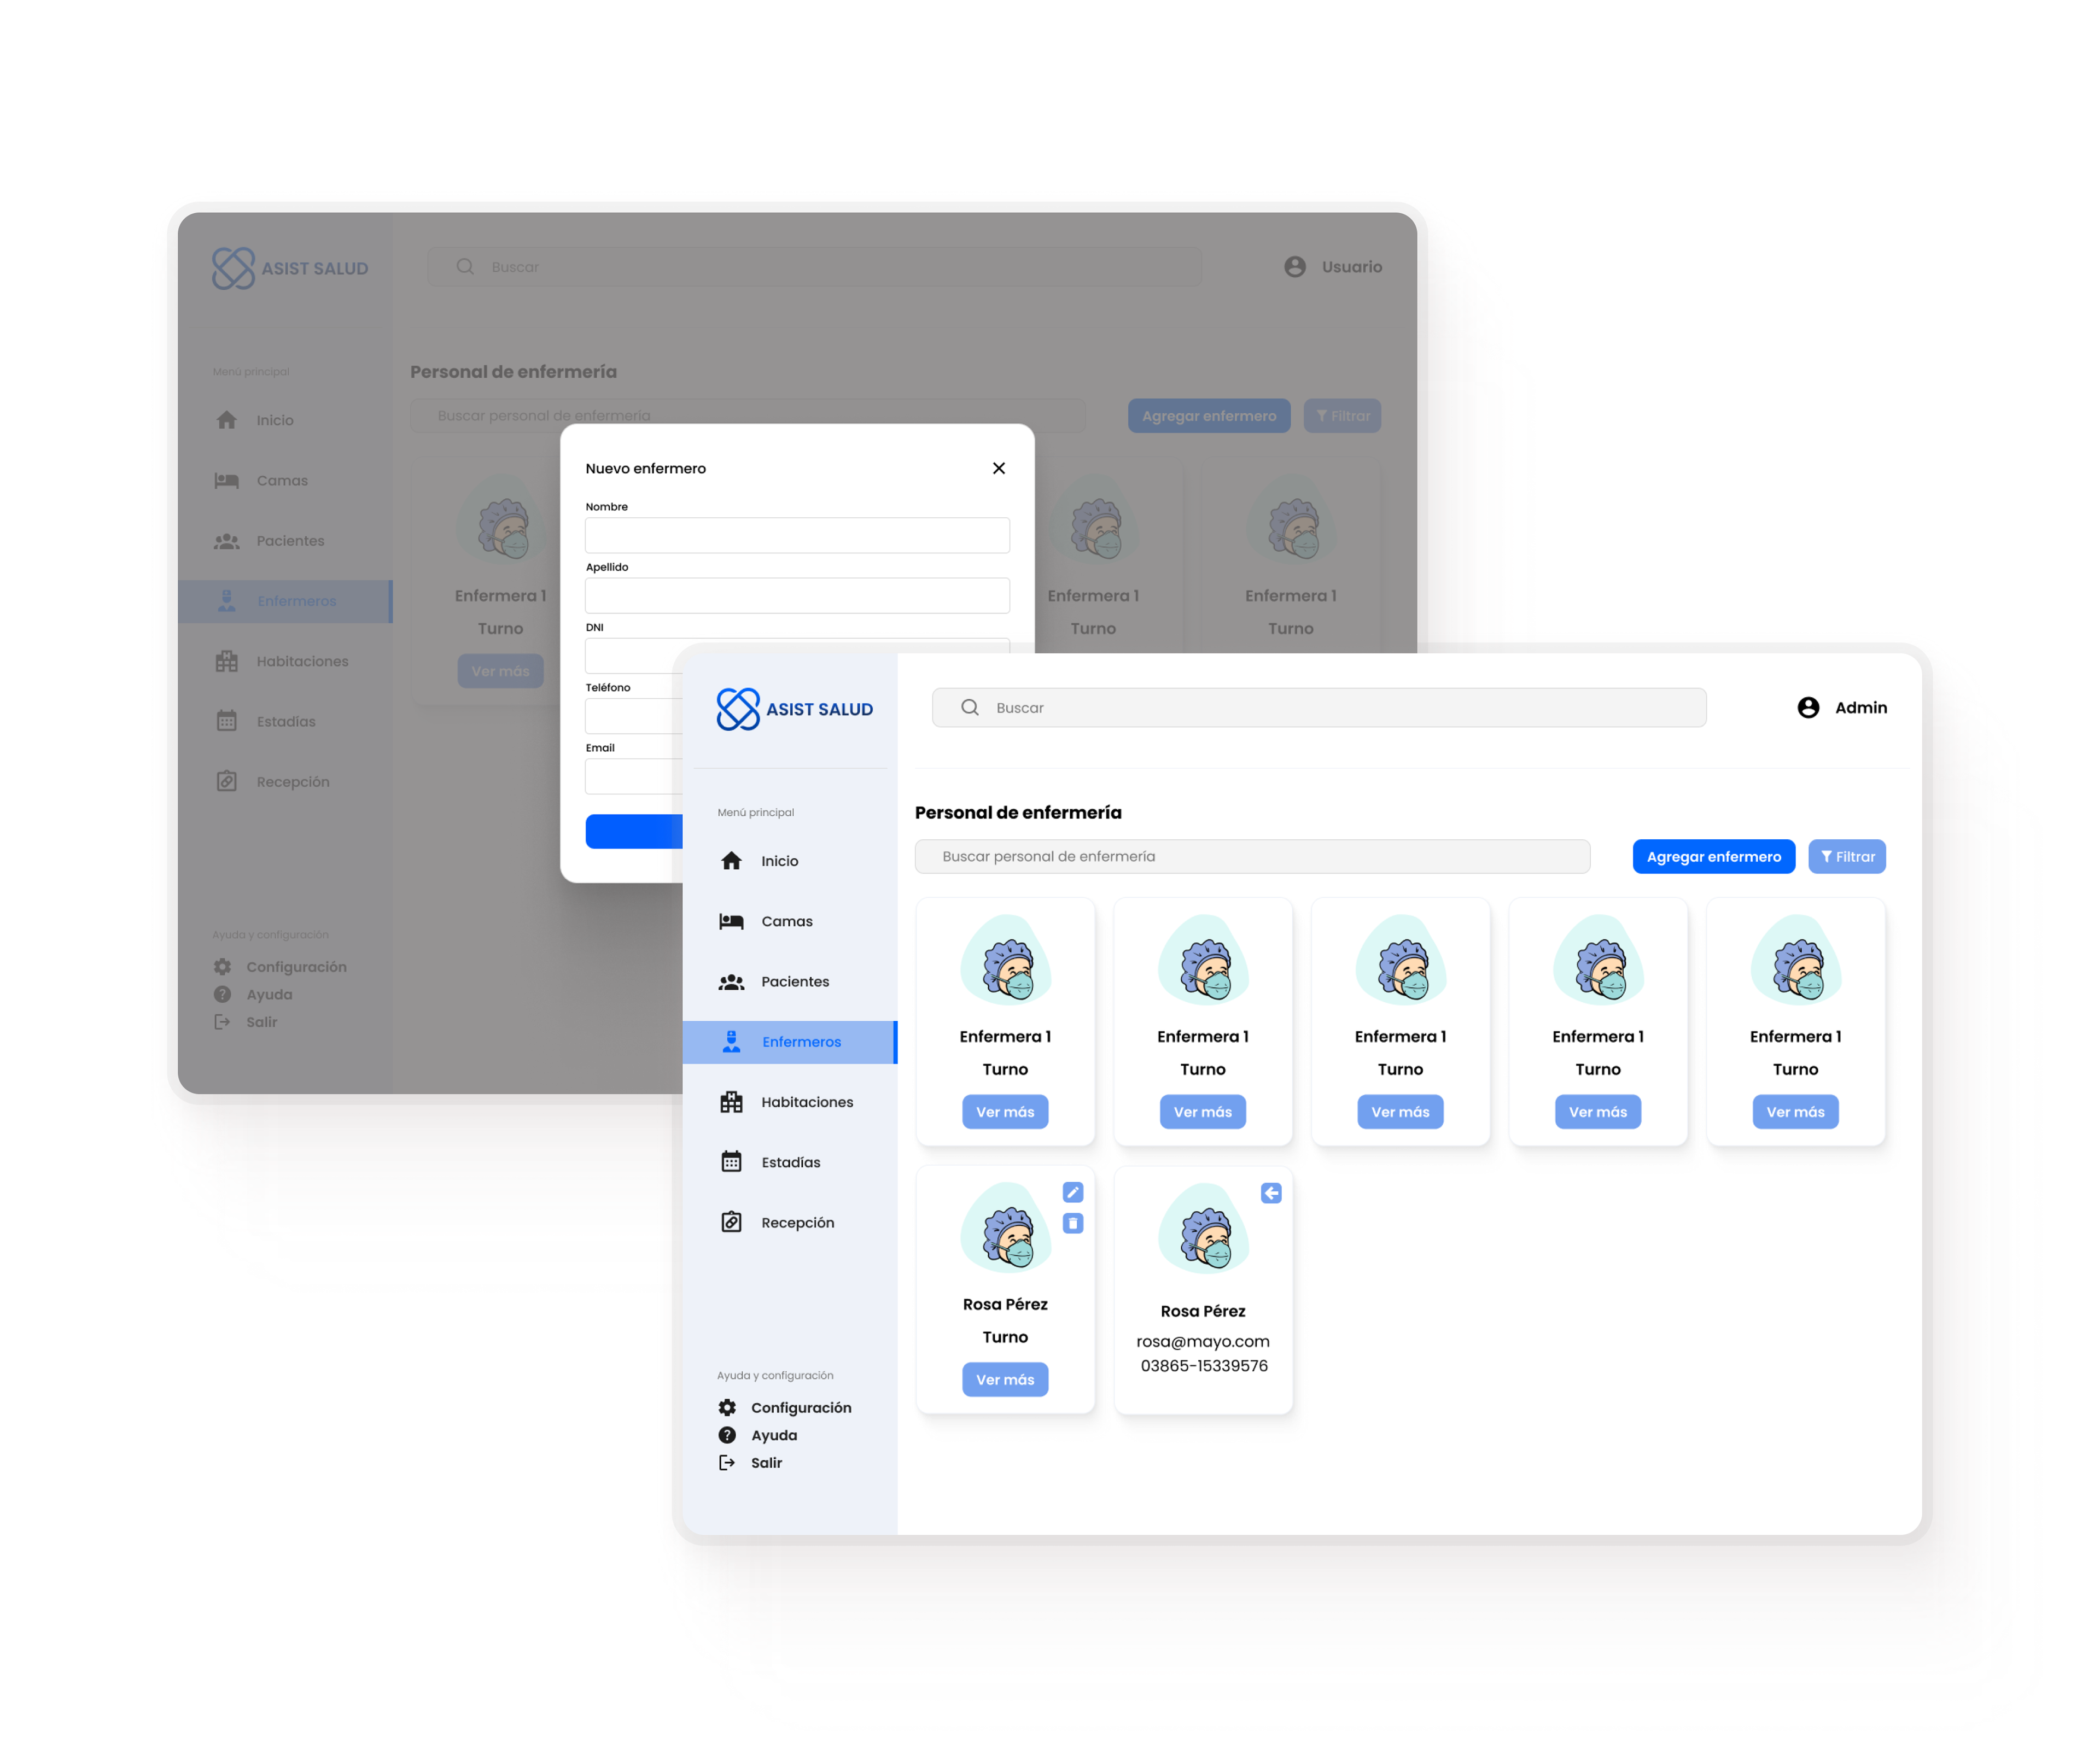 ASIST SALUD
Buscar
Usuario
Menú principal
Inicio
Camas
Pacientes
Enfermeros
Habitaciones
Estadías
Recepción
Ayuda y configuración
Configuración
Ayuda
Salir
Personal de enfermería
Buscar personal de enfermería
Agregar enfermero
Filtrar
Enfermera 1
Turno
Ver más
Enfermera 1
Turno
Enfermera 1
Turno
Nuevo enfermero
Nombre
Apellido
DNI
Teléfono
Email
ASIST SALUD
Buscar
Admin
Menú principal
Inicio
Camas
Pacientes
Enfermeros
Habitaciones
Estadías
Recepción
Ayuda y configuración
Configuración
Ayuda
Salir
Personal de enfermería
Buscar personal de enfermería
Agregar enfermero
Filtrar
Enfermera 1
Turno
Ver más
Enfermera 1
Turno
Ver más
Enfermera 1
Turno
Ver más
Enfermera 1
Turno
Ver más
Enfermera 1
Turno
Ver más
Rosa Pérez
Turno
Ver más
Rosa Pérez
rosa@mayo.com
03865-15339576